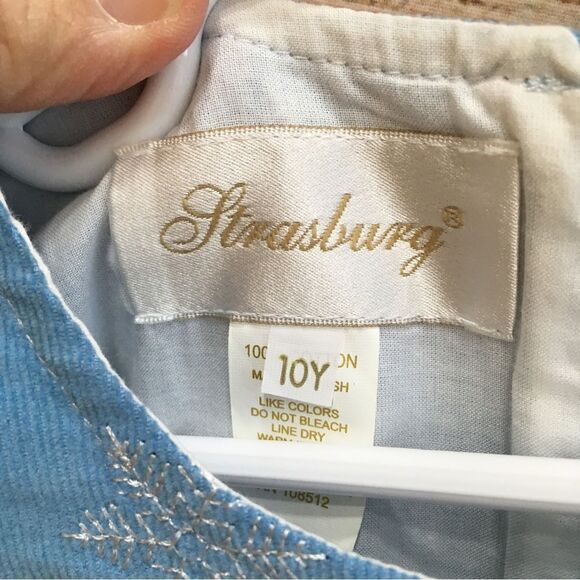 Strasburg®
10Y
LIKE COLORS
DO NOT BLEACH
LINE DRY
108512